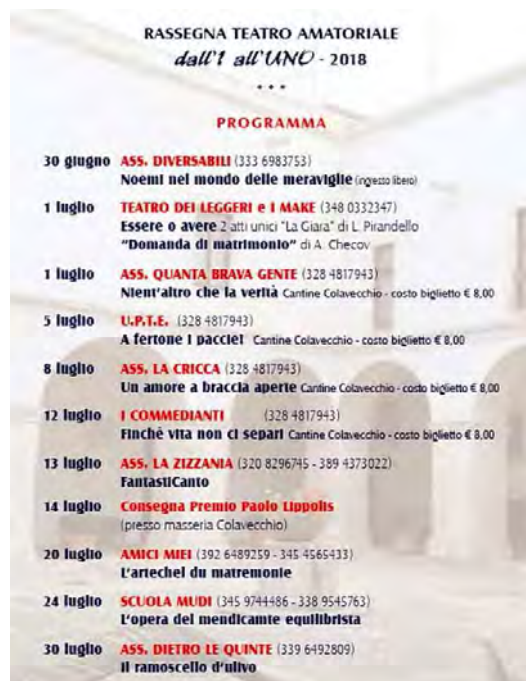 RASSEGNA TEATRO AMATORIALE
dall'1 all'UNO - 2018
• • •
PROGRAMMA
30 giugno ASS. DIVERSABILI (333 6983753)
Noemi nel mondo delle meraviglie (ingresso libero)
1 luglio TEATRO DEI LEGGERI e I MAKE (348 0332347)
Essere o avere 2 atti unici "La Giara" di L. Pirandello
"Domanda di matrimonio" di A. Checov
1 luglio ASS. QUANTA BRAVA GENTE (328 4817943)
Nient'altro che la verità Cantine Colavecchio - costo biglietto € 8,00
5 luglio U.P.T.E. (328 4817943)
A fertone i pacciet Cantine Colavecchio - costo biglietto € 8,00
8 luglio ASS. LA CRICCA (328 4817943)
Un amore a braccia aperte Cantine Colavecchio - costo biglietto € 8,00
12 luglio I COMMEDIANTI (328 4817943)
Finché vita non ci separi Cantine Colavecchio - costo biglietto € 8,00
13 luglio ASS. LA ZIZZANIA (320 8296745 - 389 4373022)
FantastiCanto
14 luglio Consegna Premio Paolo Lippolis
(presso masseria Colavecchio)
20 luglio AMICI MIEI (392 6489259 - 345 4565433)
L'artechel du matremonie
24 luglio SCUOLA MUDI (345 9744486 - 338 9545763)
L'opera del mendicamte equilibrista
30 luglio ASS. DIETRO LE QUINTE (339 6492809)
Il ramoscello d'ulivo